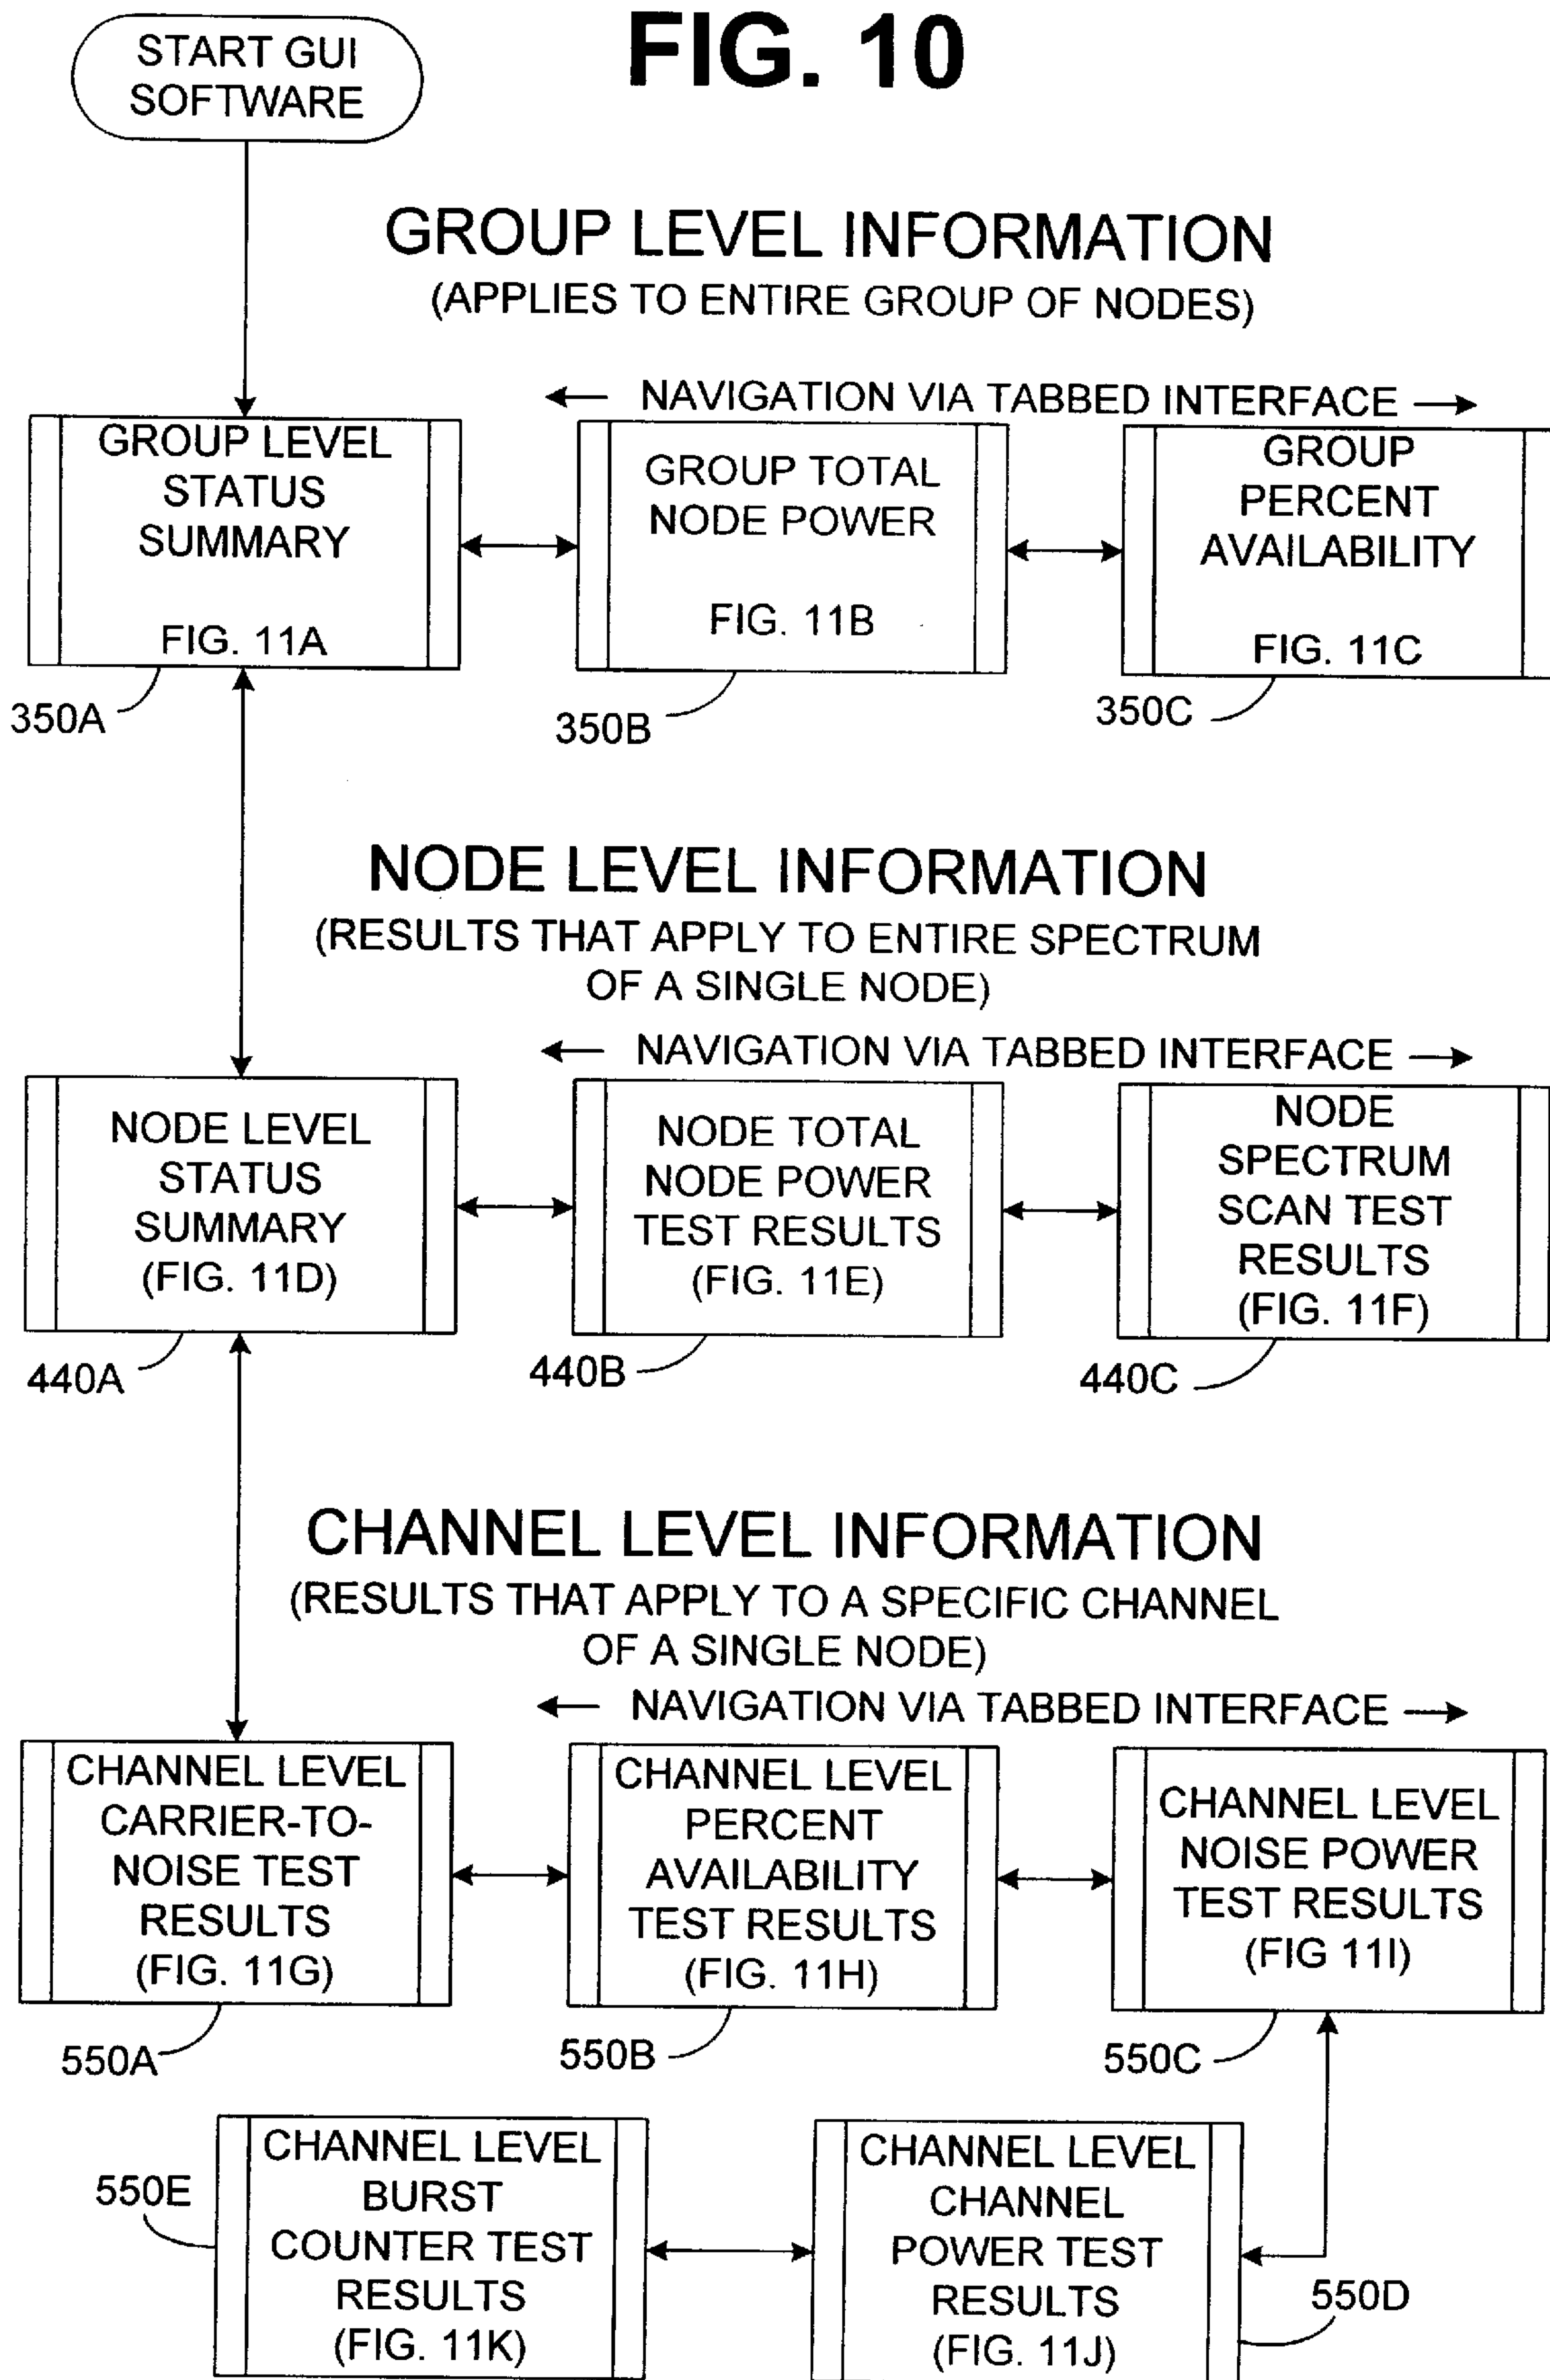 FIG. 10
START GUI
SOFTWARE
GROUP LEVEL INFORMATION
(APPLIES TO ENTIRE GROUP OF NODES)
NAVIGATION VIA TABBED INTERFACE
GROUP LEVEL
STATUS
SUMMARY
FIG. 11A
350A
GROUP TOTAL
NODE POWER
FIG. 11B
350B
GROUP
PERCENT
AVAILABILITY
FIG. 11C
350C
NODE LEVEL INFORMATION
(RESULTS THAT APPLY TO ENTIRE SPECTRUM
OF A SINGLE NODE)
NAVIGATION VIA TABBED INTERFACE
NODE LEVEL
STATUS
SUMMARY
(FIG. 11D)
440A
NODE TOTAL
NODE POWER
TEST RESULTS
(FIG. 11E)
440B
NODE
SPECTRUM
SCAN TEST
RESULTS
(FIG. 11F)
440C
CHANNEL LEVEL INFORMATION
(RESULTS THAT APPLY TO A SPECIFIC CHANNEL
OF A SINGLE NODE)
NAVIGATION VIA TABBED INTERFACE
CHANNEL LEVEL
CARRIER-TO-
NOISE TEST
RESULTS
(FIG. 11G)
550A
CHANNEL LEVEL
PERCENT
AVAILABILITY
TEST RESULTS
(FIG. 11H)
550B
CHANNEL LEVEL
NOISE POWER
TEST RESULTS
(FIG 11I)
550C
550E
CHANNEL LEVEL
BURST
COUNTER TEST
RESULTS
(FIG. 11K)
CHANNEL LEVEL
CHANNEL
POWER TEST
RESULTS
(FIG. 11J)
550D